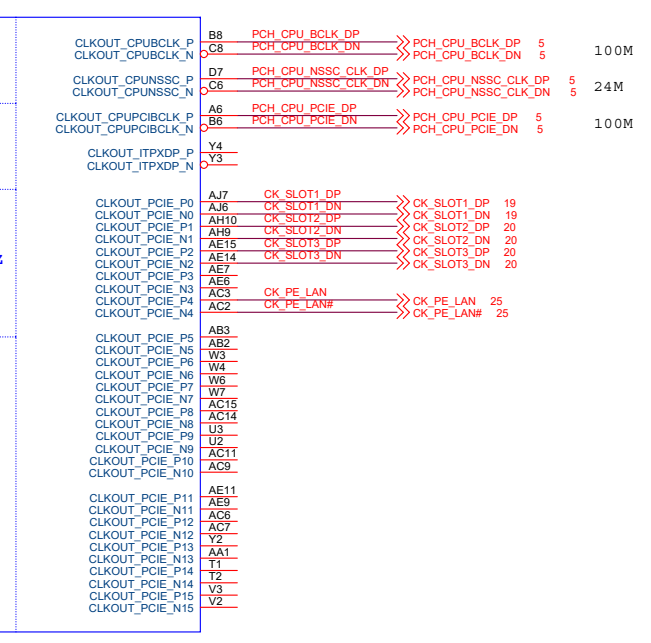 CLKOUT_CPUBCLK_P B8 PCH_CPU_BCLK_DP PCH_CPU_BCLK_DP 5
CLKOUT_CPUBCLK_N C8 PCH_CPU_BCLK_DN PCH_CPU_BCLK_DN 5 100M
CLKOUT_CPUNSSC_P D7 PCH_CPU_NSSC_CLK_DP PCH_CPU_NSSC_CLK_DP 5
CLKOUT_CPUNSSC_N C6 PCH_CPU_NSSC_CLK_DN PCH_CPU_NSSC_CLK_DN 5 24M
CLKOUT_CPUPCIBCLK_P A6 PCH_CPU_PCIE_DP PCH_CPU_PCIE_DP 5
CLKOUT_CPUPCIBCLK_N B6 PCH_CPU_PCIE_DN PCH_CPU_PCIE_DN 5 100M
CLKOUT_ITPXDP_P Y4
CLKOUT_ITPXDP_N Y3
CLKOUT_PCIE_P0 AJ7 CK_SLOT1_DP CK_SLOT1_DP 19
CLKOUT_PCIE_N0 AJ6 CK_SLOT1_DN CK_SLOT1_DN 19
CLKOUT_PCIE_P1 AH10 CK_SLOT2_DP CK_SLOT2_DP 20
CLKOUT_PCIE_N1 AH9 CK_SLOT2_DN CK_SLOT2_DN 20
CLKOUT_PCIE_P2 AE15 CK_SLOT3_DP CK_SLOT3_DP 20
CLKOUT_PCIE_N2 AE14 CK_SLOT3_DN CK_SLOT3_DN 20
CLKOUT_PCIE_P3 AE7
CLKOUT_PCIE_N3 AE6
CLKOUT_PCIE_P4 AC3 CK_PE_LAN CK_PE_LAN 25
CLKOUT_PCIE_N4 AC2 CK_PE_LAN# CK_PE_LAN# 25
CLKOUT_PCIE_P5 AB3
CLKOUT_PCIE_N5 AB2
CLKOUT_PCIE_P6 W3
CLKOUT_PCIE_N6 W4
CLKOUT_PCIE_P7 W6
CLKOUT_PCIE_N7 W7
CLKOUT_PCIE_P8 AC15
CLKOUT_PCIE_N8 AC14
CLKOUT_PCIE_P9 U3
CLKOUT_PCIE_N9 U2
CLKOUT_PCIE_P10 AC11
CLKOUT_PCIE_N10 AC9
CLKOUT_PCIE_P11 AE11
CLKOUT_PCIE_N11 AE9
CLKOUT_PCIE_P12 AC6
CLKOUT_PCIE_N12 AC7
CLKOUT_PCIE_P13 Y2
CLKOUT_PCIE_N13 AA1
CLKOUT_PCIE_P14 T1
CLKOUT_PCIE_N14 T2
CLKOUT_PCIE_P15 V3
CLKOUT_PCIE_N15 V2